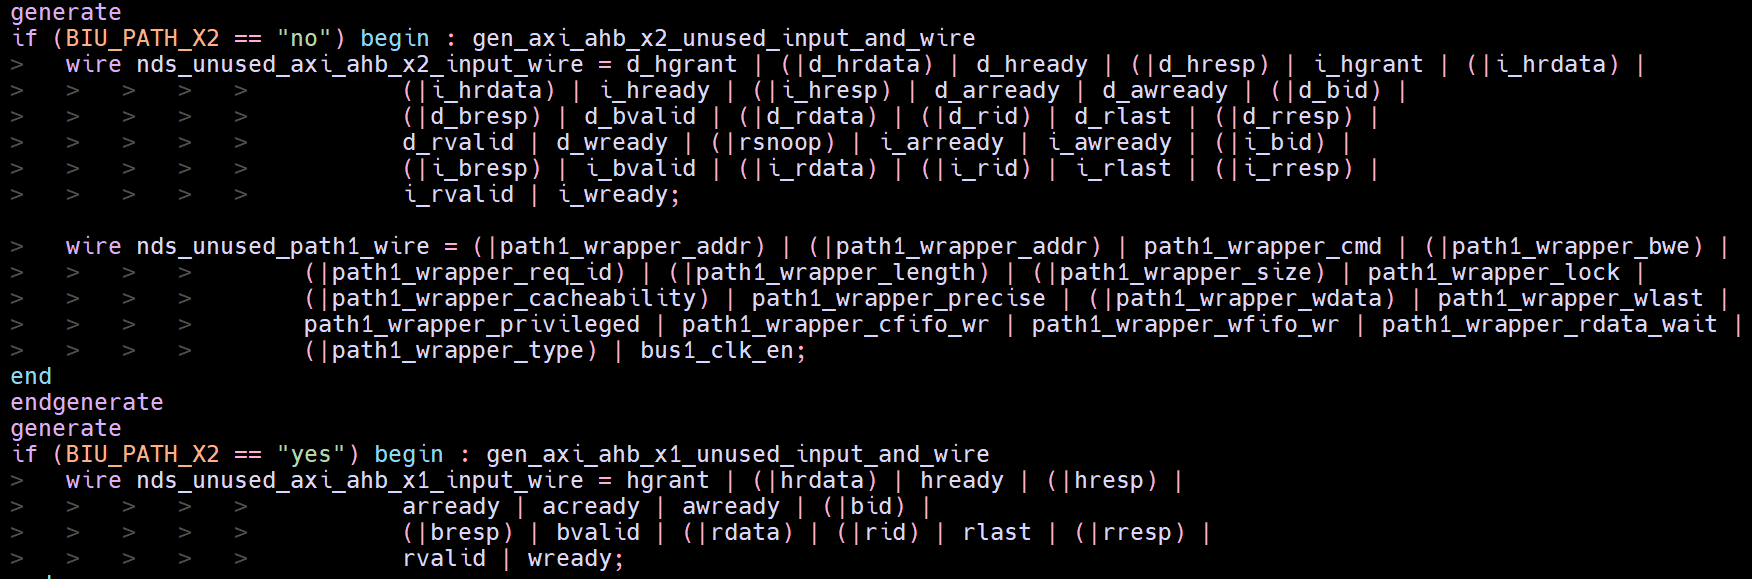 generate
if (BIU_PATH_X2 == "no") begin : gen_axi_ahb_x2_unused_input_and_wire
>   wire nds_unused_axi_ahb_x2_input_wire = d_hgrant | (|d_hrdata) | d_hready | (|d_hresp) | i_hgrant | (|i_hrdata) |
>   >   >   >   >           (|i_hrdata) | i_hready | (|i_hresp) | d_arready | d_awready | (|d_bid) |
>   >   >   >   >           (|d_bresp) | d_bvalid | (|d_rdata) | (|d_rid) | d_rlast | (|d_rresp) |
>   >   >   >   >           d_rvalid | d_wready | (|rsnoop) | i_arready | i_awready | (|i_bid) |
>   >   >   >   >           (|i_bresp) | i_bvalid | (|i_rdata) | (|i_rid) | i_rlast | (|i_rresp) |
>   >   >   >   >           i_rvalid | i_wready;
>   wire nds_unused_path1_wire = (|path1_wrapper_addr) | (|path1_wrapper_addr) | path1_wrapper_cmd | (|path1_wrapper_bwe) |
>   >   >   >        (|path1_wrapper_req_id) | (|path1_wrapper_length) | (|path1_wrapper_size) | path1_wrapper_lock |
>   >   >   >        (|path1_wrapper_cacheability) | path1_wrapper_precise | (|path1_wrapper_wdata) | path1_wrapper_wlast |
>   >   >   >        path1_wrapper_privileged | path1_wrapper_cfifo_wr | path1_wrapper_wfifo_wr | path1_wrapper_rdata_wait |
>   >   >   >        (|path1_wrapper_type) | bus1_clk_en;
end
endgenerate
generate
if (BIU_PATH_X2 == "yes") begin : gen_axi_ahb_x1_unused_input_and_wire
>   wire nds_unused_axi_ahb_x1_input_wire = hgrant | (|hrdata) | hready | (|hresp) |
>   >   >   >   >           arready | acready | awready | (|bid) |
>   >   >   >   >           (|bresp) | bvalid | (|rdata) | (|rid) | rlast | (|rresp) |
>   >   >   >   >           rvalid | wready;